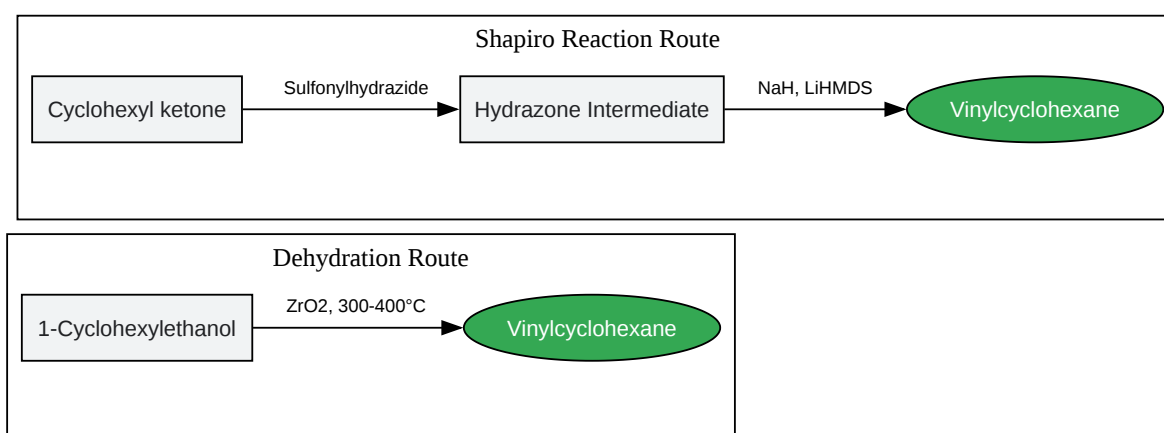 Shapiro Reaction Route
Cyclohexyl ketone
Sulfonylhydrazide
Hydrazone Intermediate
NaH, LiHMDS
Vinylcyclohexane
Dehydration Route
1-Cyclohexylethanol
ZrO2, 300-400°C
Vinylcyclohexane